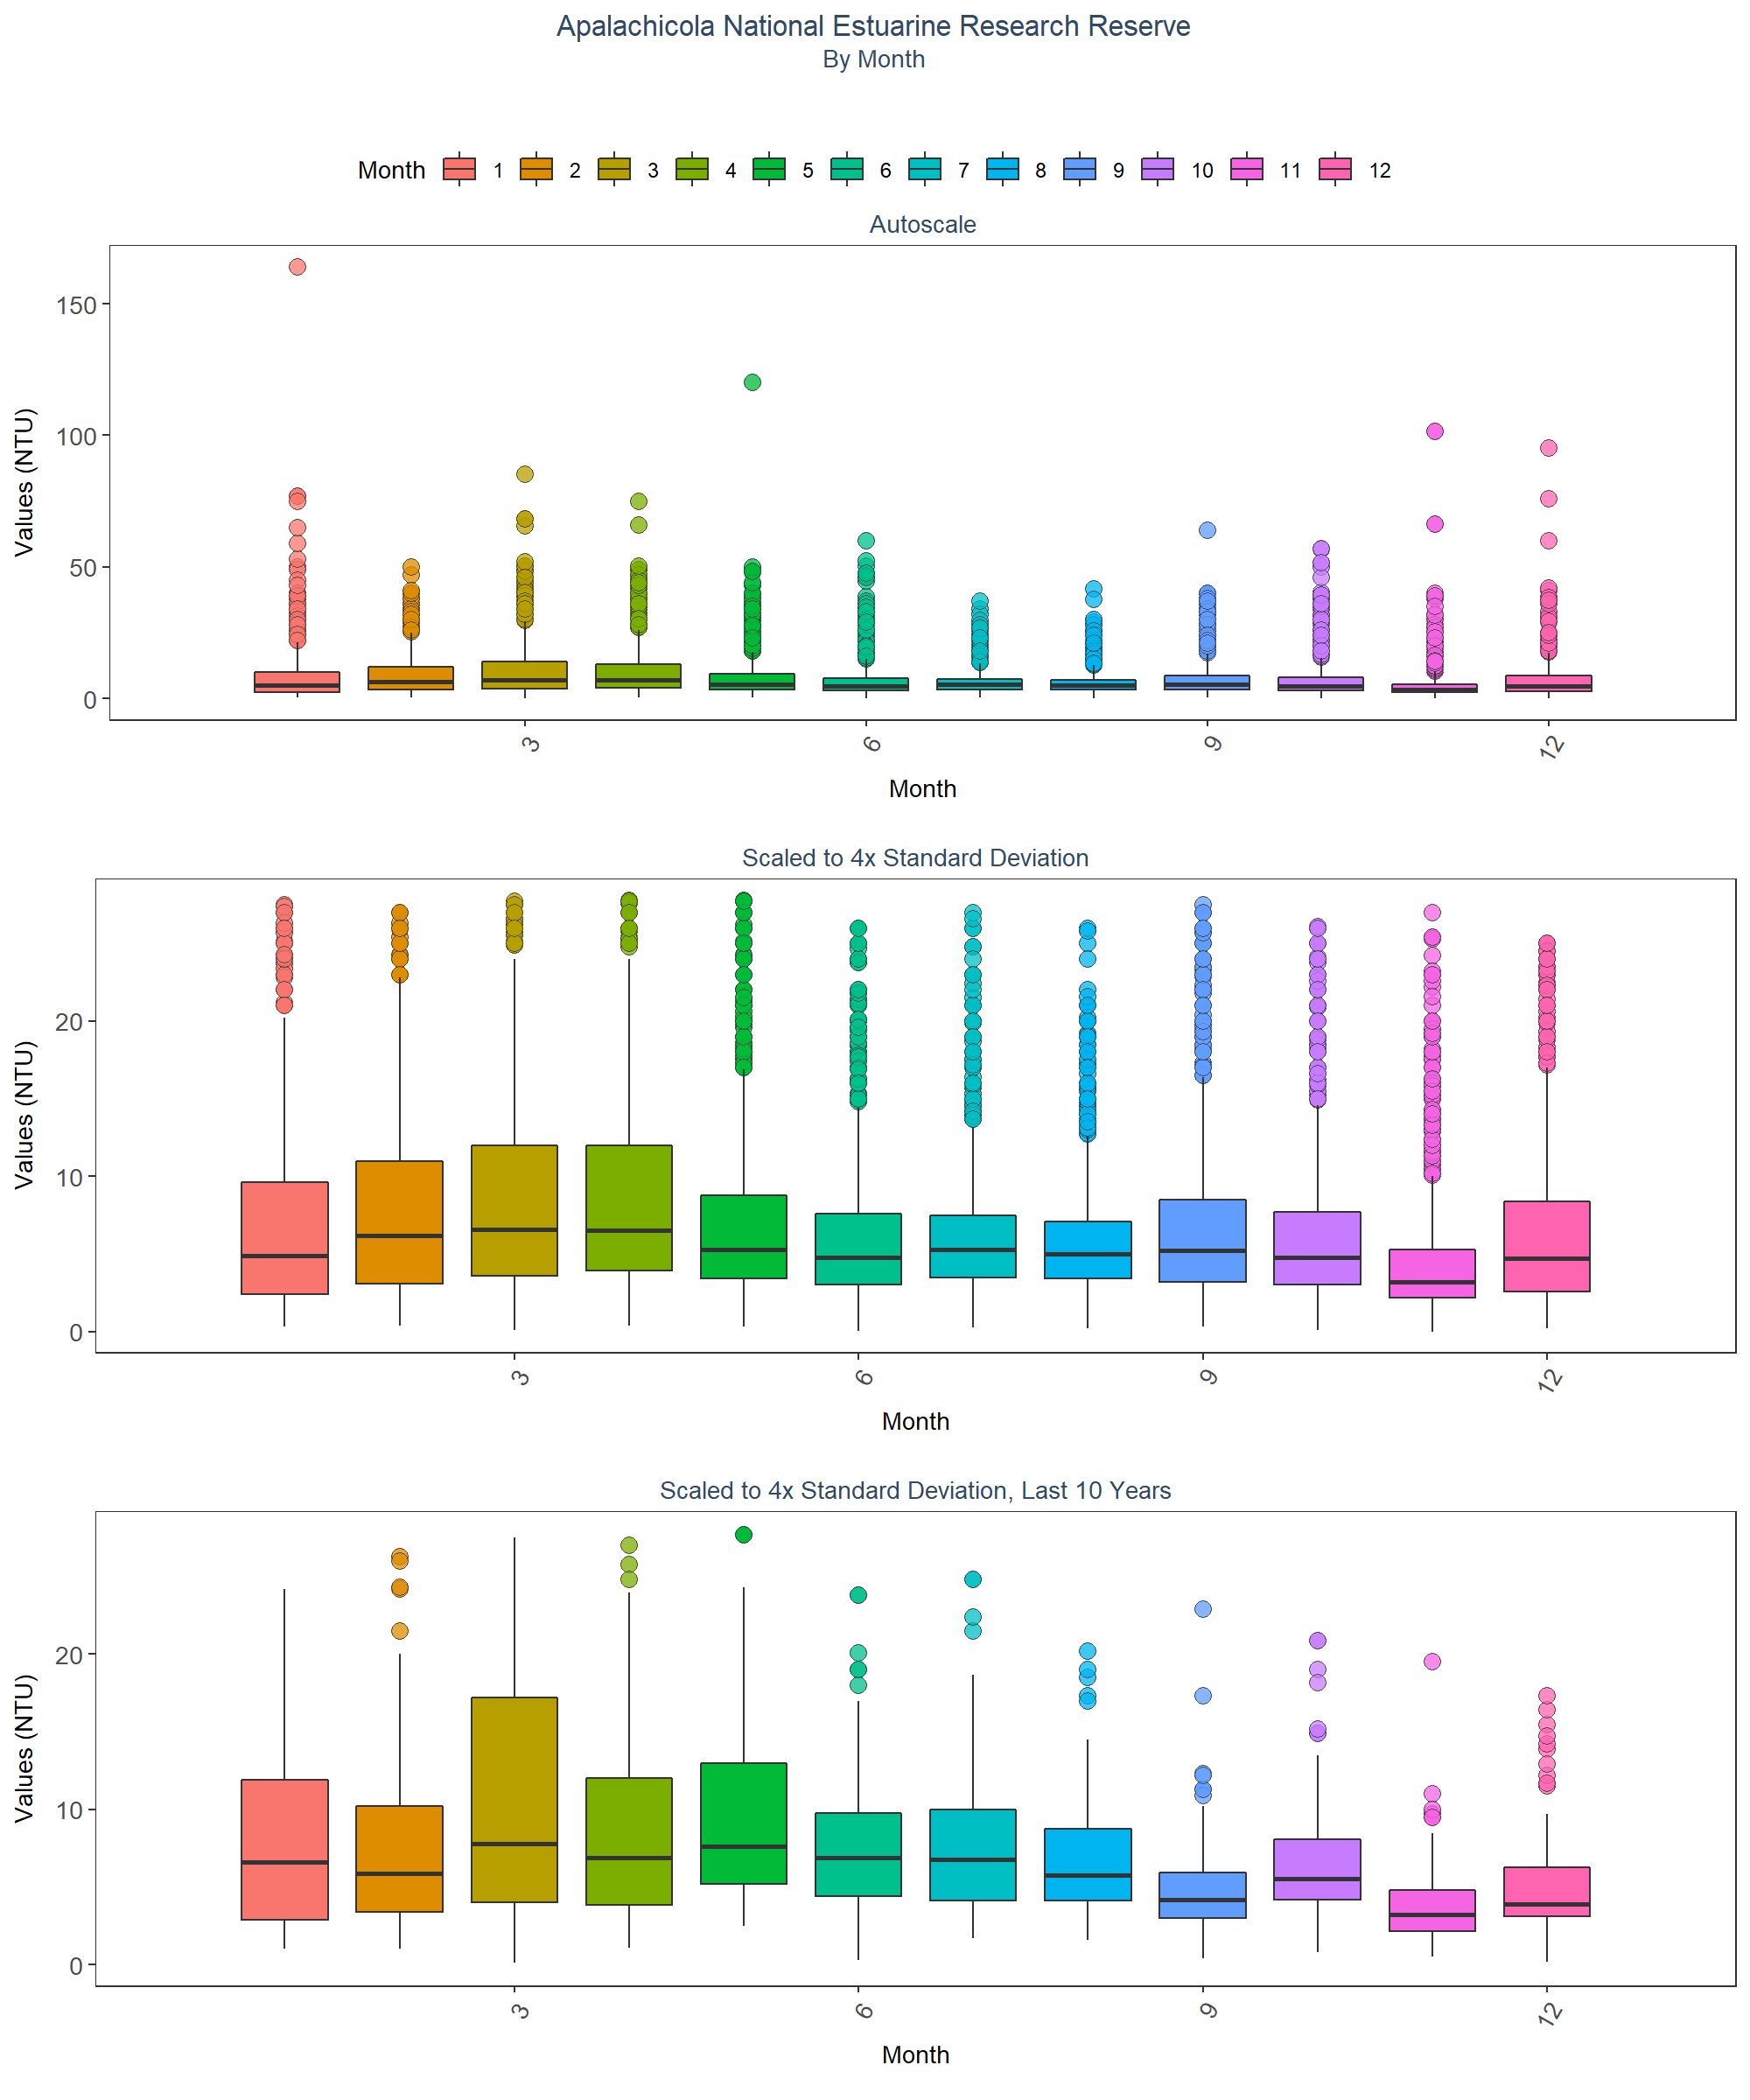 Apalachicola National Estuarine Research Reserve
By Month
Month 1 2 3 4 5 6 7 8 9 10 11 12
Autoscale
Values (NTU)
150
100
50
0
3 6 9 12
Month
Scaled to 4x Standard Deviation
Values (NTU)
20
10
0
3 6 9 12
Month
Scaled to 4x Standard Deviation, Last 10 Years
Values (NTU)
20
10
0
3 6 9 12
Month